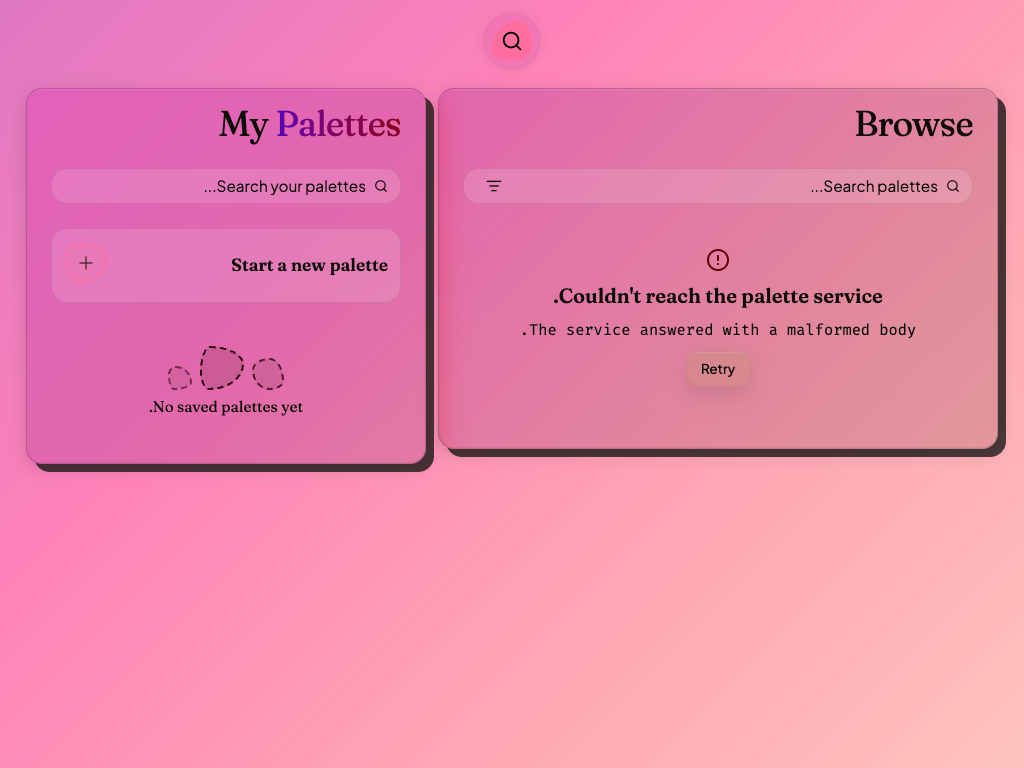 My Palettes
...Search your palettes
Start a new palette
.No saved palettes yet
Browse
...Search palettes
.Couldn't reach the palette service
.The service answered with a malformed body
Retry